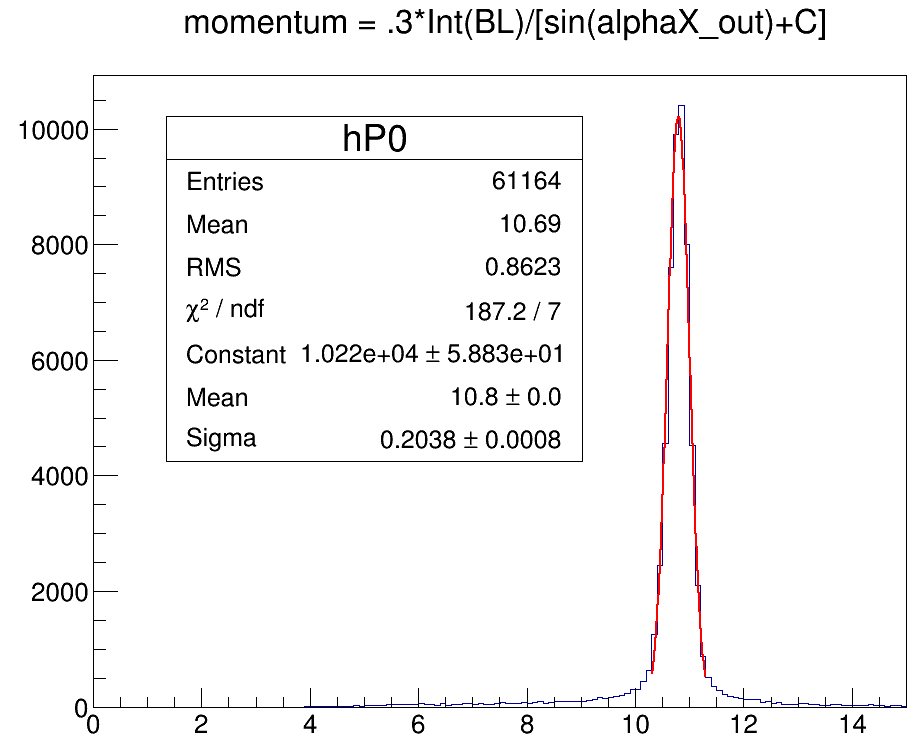 momentum = .3*Int(BL)/[sin(alphaX_out)+C]
hP0
Entries 61164
Mean 10.69
RMS 0.8623
χ² / ndf 187.2 / 7
Constant 1.022e+04 ± 5.883e+01
Mean 10.8 ± 0.0
Sigma 0.2038 ± 0.0008
10000
8000
6000
4000
2000
0
0 2 4 6 8 10 12 14